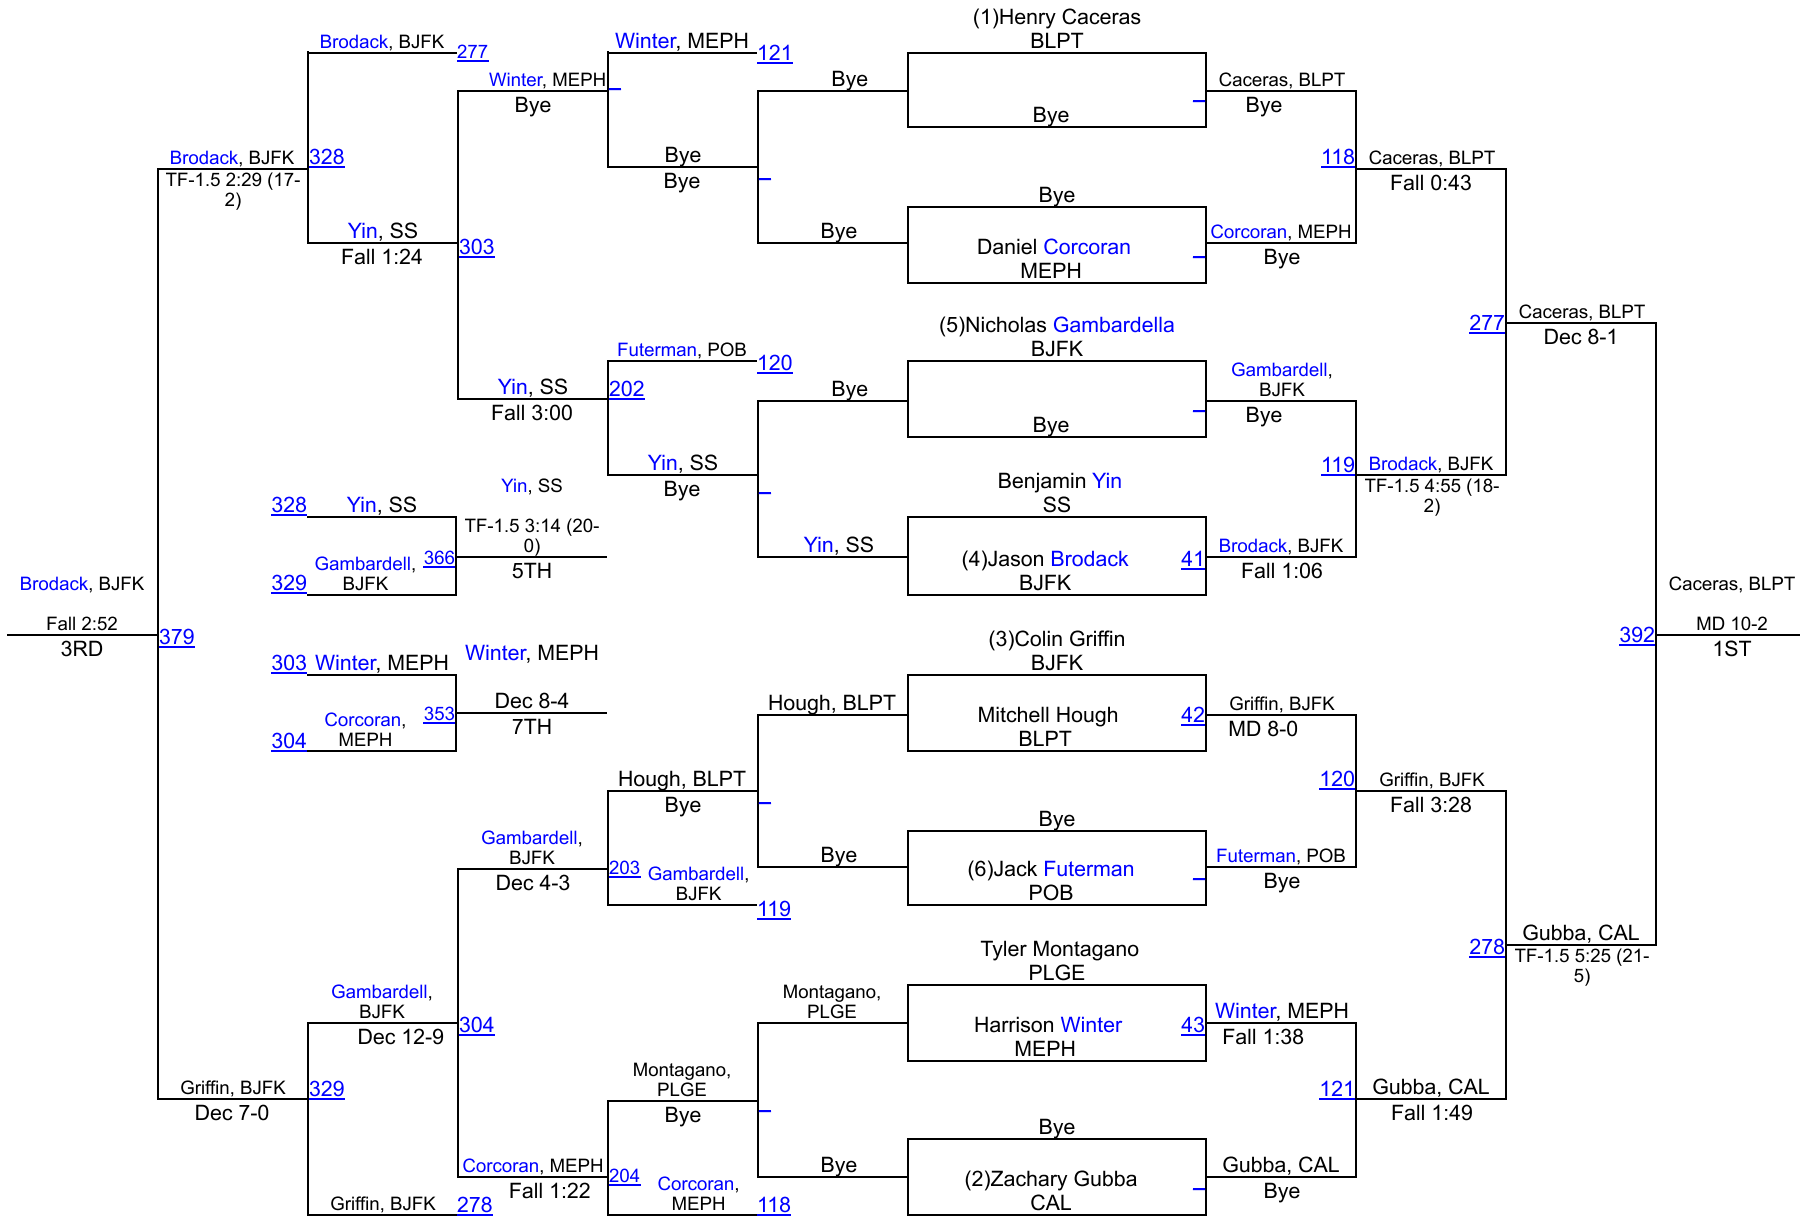 (1)Henry Caceras
BLPT
Bye
Bye
Daniel Corcoran
MEPH
(5)Nicholas Gambardella
BJFK
Bye
Benjamin Yin
SS
(4)Jason Brodack
BJFK
41
(3)Colin Griffin
BJFK
Mitchell Hough
BLPT
42
Bye
(6)Jack Futerman
POB
Tyler Montagano
PLGE
Harrison Winter
MEPH
43
Bye
(2)Zachary Gubba
CAL
Caceras, BLPT
Bye
Corcoran, MEPH
Bye
Gambardell,
BJFK
Bye
Brodack, BJFK
Fall 1:06
Griffin, BJFK
MD 8-0
Futerman, POB
Bye
Winter, MEPH
Fall 1:38
Gubba, CAL
Bye
118
Caceras, BLPT
Fall 0:43
119
Brodack, BJFK
TF-1.5 4:55 (18-
2)
120
Griffin, BJFK
Fall 3:28
121
Gubba, CAL
Fall 1:49
277
Caceras, BLPT
Dec 8-1
278
Gubba, CAL
TF-1.5 5:25 (21-
5)
Caceras, BLPT
392
MD 10-2
1ST
Bye
Bye
Bye
Yin, SS
Hough, BLPT
Bye
Montagano,
PLGE
Bye
Winter, MEPH
121
Bye
Bye
Futerman, POB
120
Yin, SS
Bye
Hough, BLPT
Bye
203
Gambardell,
BJFK
119
Montagano,
PLGE
Bye
204
Corcoran,
MEPH
118
Winter, MEPH
Bye
Yin, SS
202
Fall 3:00
Gambardell,
BJFK
Dec 4-3
Corcoran, MEPH
Fall 1:22
Brodack, BJFK
277
Yin, SS
303
Fall 1:24
Gambardell,
BJFK
304
Dec 12-9
Griffin, BJFK
278
Brodack, BJFK
328
TF-1.5 2:29 (17-
2)
Griffin, BJFK
329
Dec 7-0
Brodack, BJFK
Fall 2:52
379
3RD
328
Yin, SS
329
Gambardell,
BJFK
366
Yin, SS
TF-1.5 3:14 (20-
0)
5TH
303
Winter, MEPH
304
Corcoran,
MEPH
353
Winter, MEPH
Dec 8-4
7TH